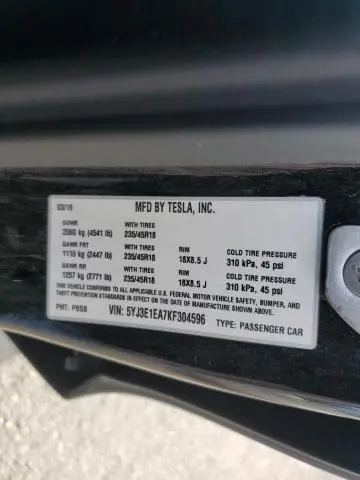 03/19 MFD BY TESLA, INC.
GVWR WITH TIRES
2060 kg (4541 lb) 235/45R18
GAWR FRT WITH TIRES RIM COLD TIRE PRESSURE
1110 kg (2447 lb) 235/45R18 18X8.5 J 310 kPa, 45 psi
GAWR RR WITH TIRES RIM COLD TIRE PRESSURE
1257 kg (2771 lb) 235/45R18 18X8.5 J 310 kPa, 45 psi
THIS VEHICLE CONFORMS TO ALL APPLICABLE U.S. FEDERAL MOTOR VEHICLE SAFETY, BUMPER, AND
THEFT PREVENTION STANDARDS IN EFFECT ON THE DATE OF MANUFACTURE SHOWN ABOVE.
PMT: PBSB VIN: 5YJ3E1EA7KF304596 TYPE: PASSENGER CAR